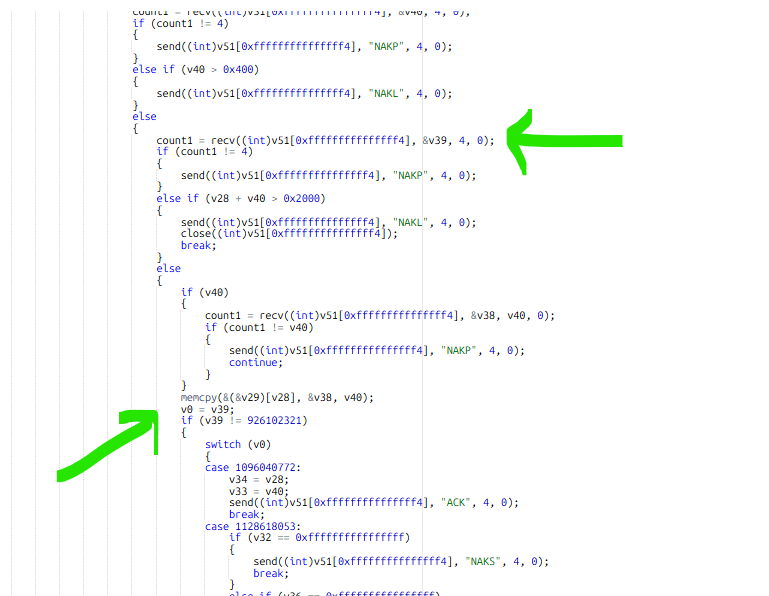 count1 = recv((int)v51[0xfffffffffffffff4], &v40, 4, 0);
if (count1 != 4)
{
send((int)v51[0xfffffffffffffff4], "NAKP", 4, 0);
}
else if (v40 > 0x400)
{
send((int)v51[0xfffffffffffffff4], "NAKL", 4, 0);
}
else
{
count1 = recv((int)v51[0xfffffffffffffff4], &v39, 4, 0);
if (count1 != 4)
{
send((int)v51[0xfffffffffffffff4], "NAKP", 4, 0);
}
else if (v28 + v40 > 0x2000)
{
send((int)v51[0xfffffffffffffff4], "NAKL", 4, 0);
close((int)v51[0xfffffffffffffff4]);
break;
}
else
{
if (v40)
{
count1 = recv((int)v51[0xfffffffffffffff4], &v38, v40, 0);
if (count1 != v40)
{
send((int)v51[0xfffffffffffffff4], "NAKP", 4, 0);
continue;
}
}
memcpy(&(&v29)[v28], &v38, v40);
v0 = v39;
if (v39 != 926102321)
{
switch (v0)
{
case 1096040772:
v34 = v28;
v33 = v40;
send((int)v51[0xfffffffffffffff4], "ACK", 4, 0);
break;
case 1128618053:
if (v32 == 0xffffffffffffffff)
{
send((int)v51[0xfffffffffffffff4], "NAKS", 4, 0);
break;
}
else if (v36 == 0xffffffffffffffff)